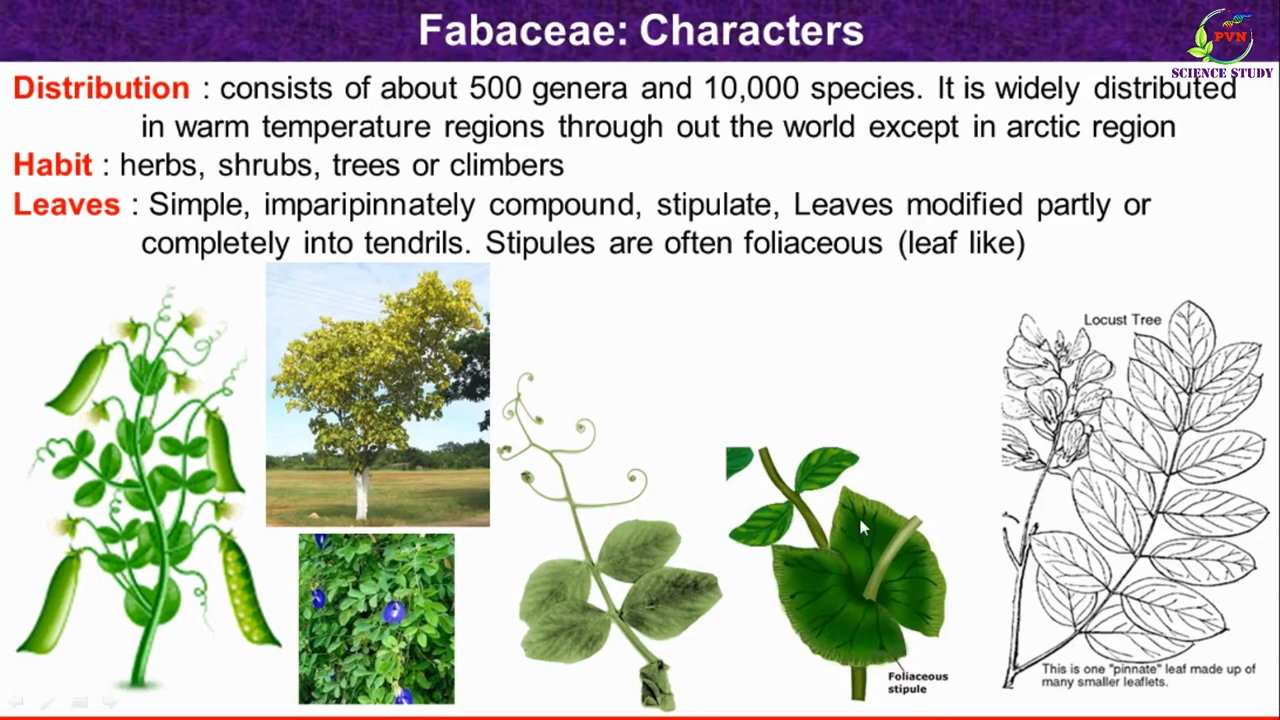 Fabaceae: Characters
PVN
SCIENCE STUDY
Distribution : consists of about 500 genera and 10,000 species. It is widely distributed
in warm temperature regions through out the world except in arctic region
Habit : herbs, shrubs, trees or climbers
Leaves : Simple, imparipinnately compound, stipulate, Leaves modified partly or
completely into tendrils. Stipules are often foliaceous (leaf like)
Locust Tree
Foliaceous
stipule
This is one "pinnate" leaf made up of
many smaller leaflets.